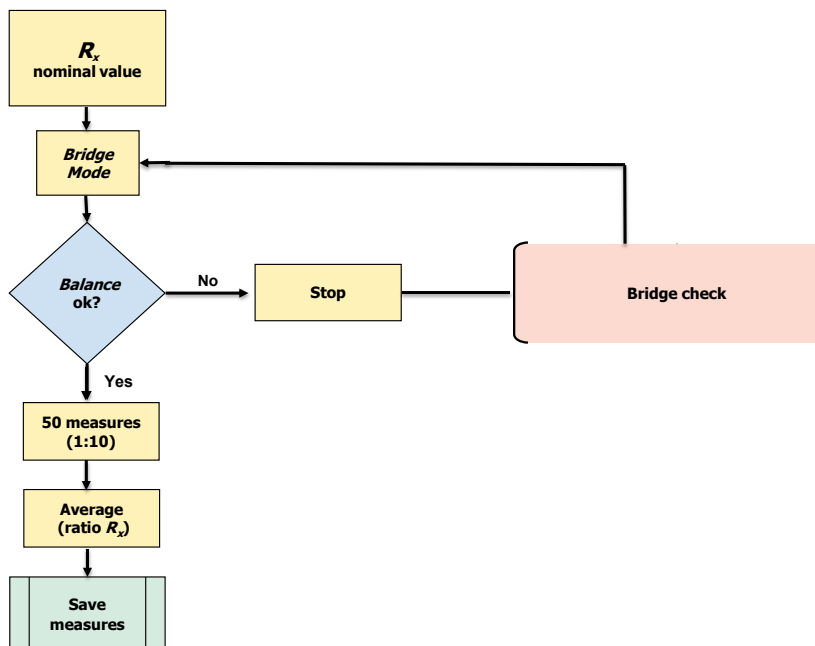 Rx
nominal value
Bridge
Mode
Balance
ok?
No
Stop
Bridge check
Yes
50 measures
(1:10)
Average
(ratio Rx)
Save
measures